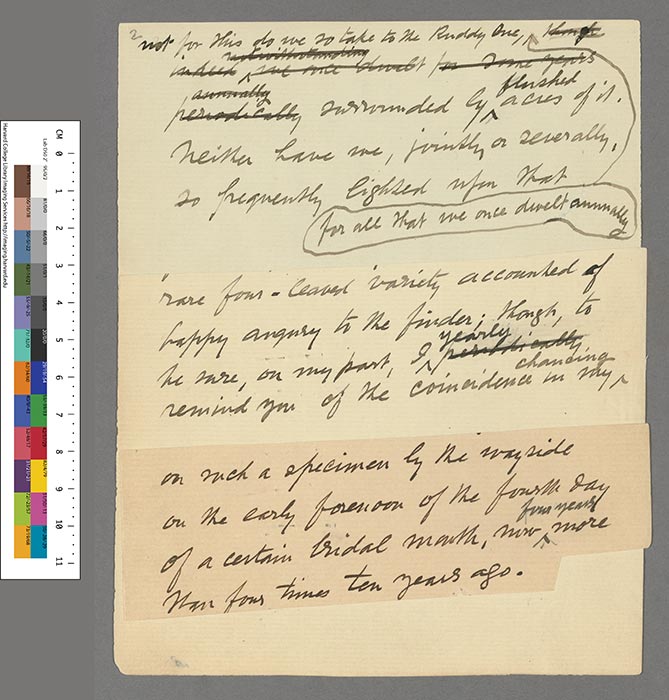 2
not for this do we so take to the Ruddy One, though
notwithstanding
indeed we once dwelt for some years
annually flushed
periodically surrounded by acres of it.
Neither have we, jointly or severally,
so frequently lighted upon that
for all that we once dwelt annually
"rare four-leaved variety accounted of
happy augury to the finder; though, to
yearly
be sure, on my part, I periodically
chancing
remind you of the coincidence in my
on such a specimen by the wayside
on the early forenoon of the fourth day
four years
of a certain bridal month, now more
than four times ten years ago.
CM 0 1 2 3 4 5 6 7 8 9 10 11
Harvard College Library Imaging Services http://imaging.harvard.edu